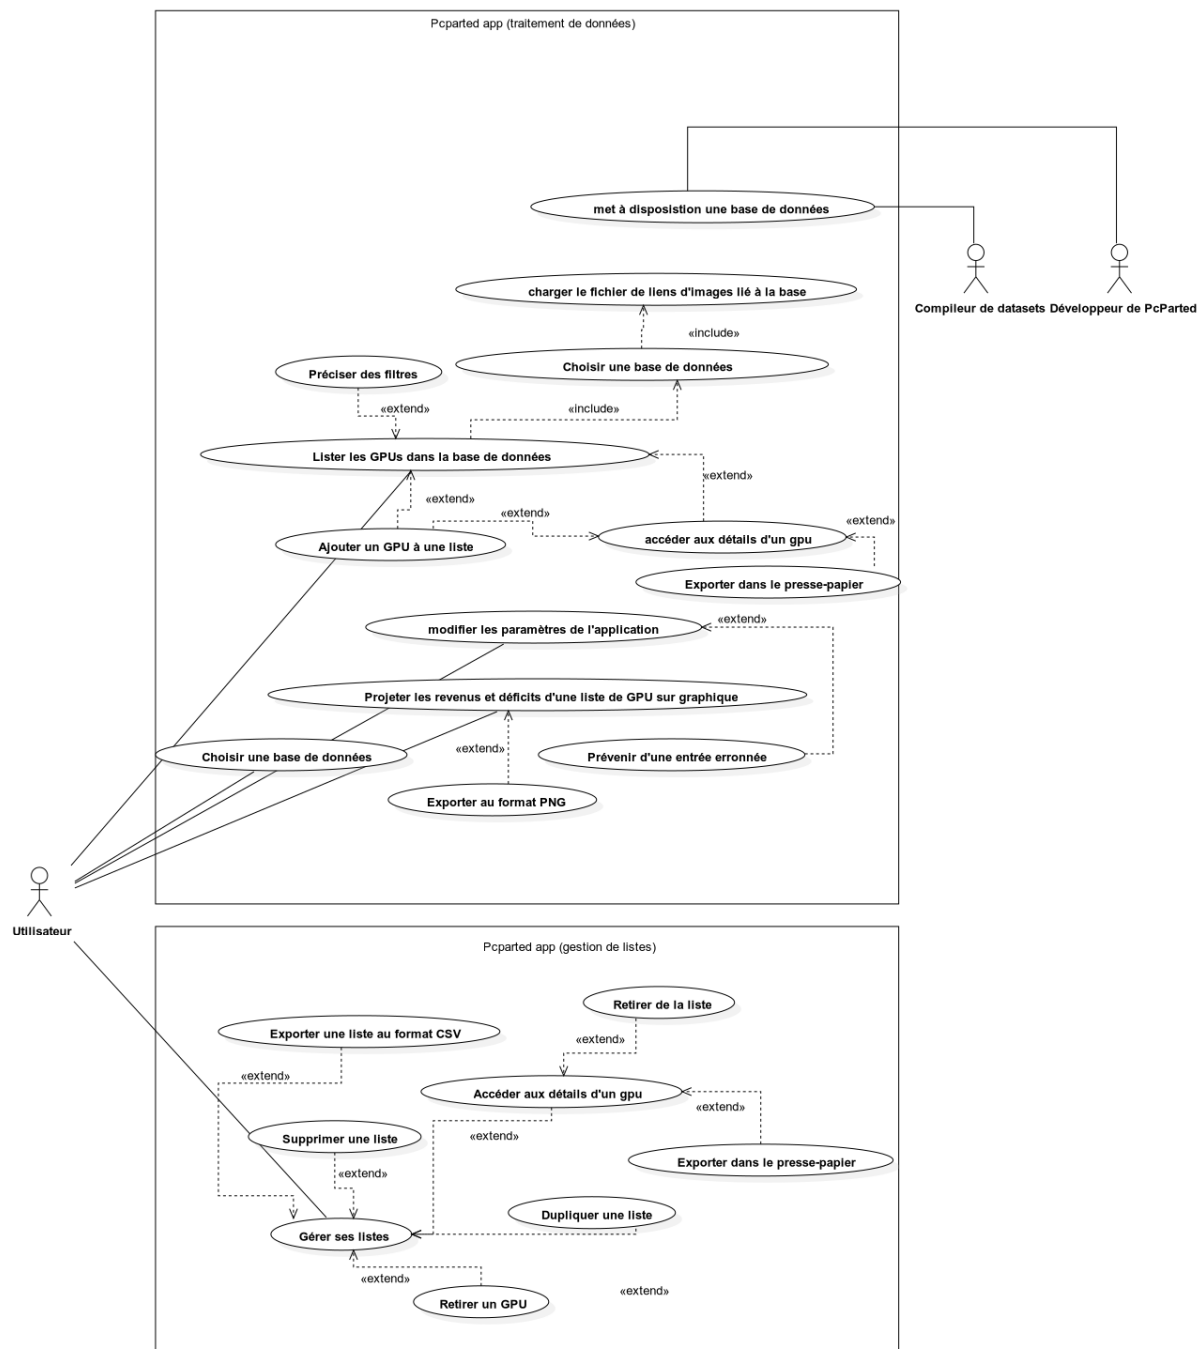 Pcparted app (traitement de données)
met à disposistion une base de données
Compileur de datasets
Développeur de PcParted
charger le fichier de liens d'images lié à la base
«include»
Choisir une base de données
Préciser des filtres
«extend»
«include»
Lister les GPUs dans la base de données
«extend»
«extend»
«extend»
Ajouter un GPU à une liste
accéder aux détails d'un gpu
«extend»
Exporter dans le presse-papier
modifier les paramètres de l'application
«extend»
Projeter les revenus et déficits d'une liste de GPU sur graphique
«extend»
Choisir une base de données
Prévenir d'une entrée erronnée
Exporter au format PNG
Utilisateur
Pcparted app (gestion de listes)
Retirer de la liste
Exporter une liste au format CSV
«extend»
«extend»
Accéder aux détails d'un gpu
«extend»
Supprimer une liste
«extend»
Exporter dans le presse-papier
«extend»
Dupliquer une liste
Gérer ses listes
«extend»
«extend»
Retirer un GPU